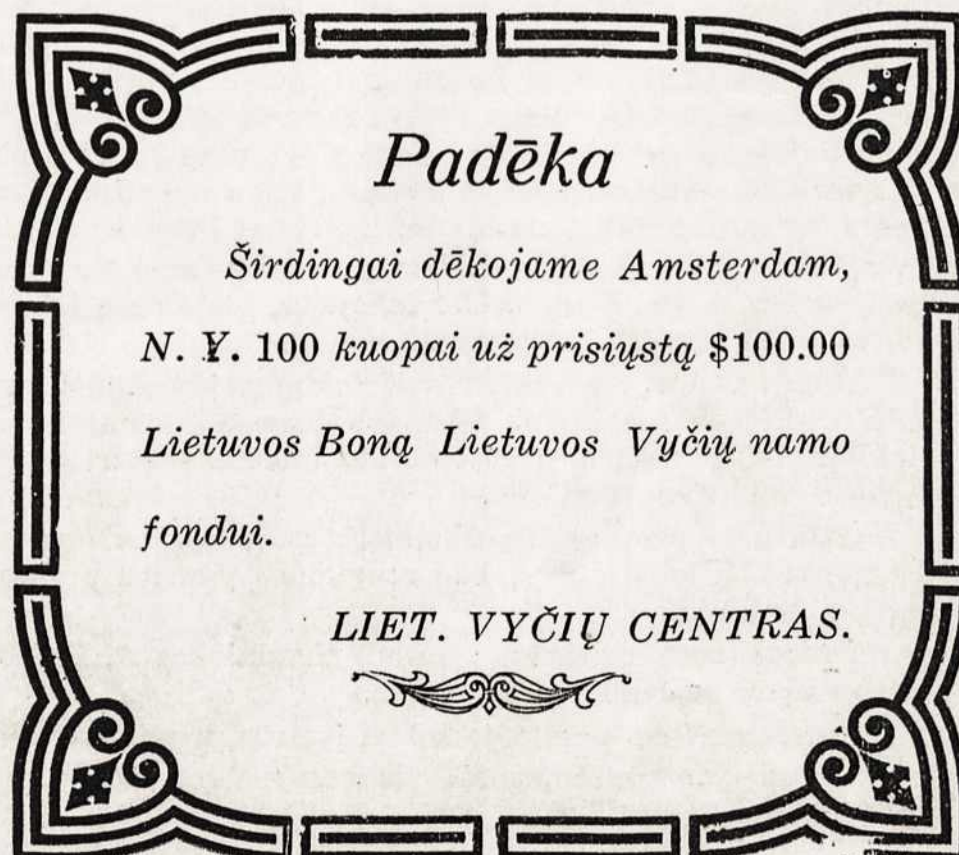 Padēka
Širdingai dēkojame Amsterdam,
N. Y. 100 kuopai už prisiųstą $100.00
Lietuvos Boną Lietuvos Vyčių namo
fondui.
LIET. VYČIŲ CENTRAS.